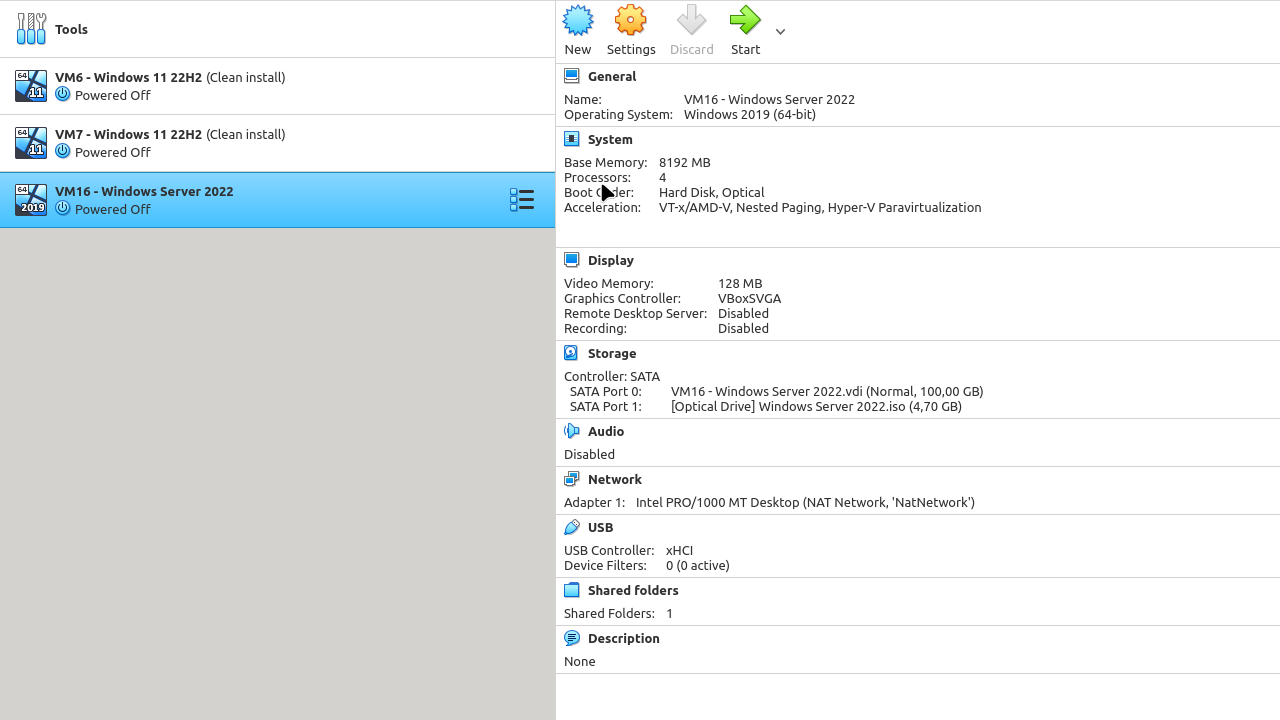 Tools
64
11
VM6 - Windows 11 22H2 (Clean install)
Powered Off
64
11
VM7 - Windows 11 22H2 (Clean install)
Powered Off
64
2019
VM16 - Windows Server 2022
Powered Off
New Settings Discard Start
General
Name: VM16 - Windows Server 2022
Operating System: Windows 2019 (64-bit)
System
Base Memory: 8192 MB
Processors: 4
Boot Order: Hard Disk, Optical
Acceleration: VT-x/AMD-V, Nested Paging, Hyper-V Paravirtualization
Display
Video Memory: 128 MB
Graphics Controller: VBoxSVGA
Remote Desktop Server: Disabled
Recording: Disabled
Storage
Controller: SATA
SATA Port 0: VM16 - Windows Server 2022.vdi (Normal, 100,00 GB)
SATA Port 1: [Optical Drive] Windows Server 2022.iso (4,70 GB)
Audio
Disabled
Network
Adapter 1: Intel PRO/1000 MT Desktop (NAT Network, 'NatNetwork')
USB
USB Controller: xHCI
Device Filters: 0 (0 active)
Shared folders
Shared Folders: 1
Description
None